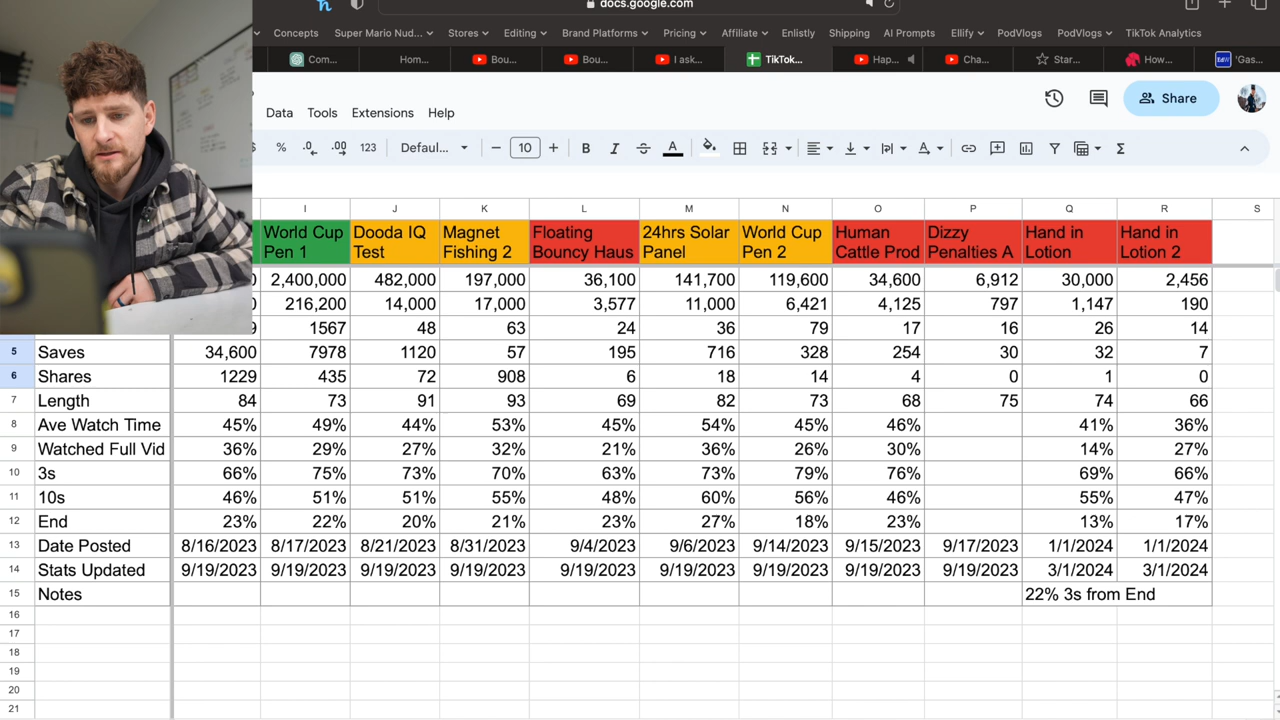 docs.google.com
Concepts Super Mario Nud... Stores Editing Brand Platforms Pricing Affiliate Enlistly Shipping AI Prompts Ellify PodVlogs PodVlogs TikTok Analytics
Com... Hom... Bou... Bou... I ask... TikTok... Hap... Cha... Star... How... 'Gas...
Data Tools Extensions Help Share
% .0 .00 123 Defaul... 10 B I A
I J K L M N O P Q R S
World Cup Pen 1 Dooda IQ Test Magnet Fishing 2 Floating Bouncy Haus 24hrs Solar Panel World Cup Pen 2 Human Cattle Prod Dizzy Penalties A Hand in Lotion Hand in Lotion 2
2,400,000 482,000 197,000 36,100 141,700 119,600 34,600 6,912 30,000 2,456
0 216,200 14,000 17,000 3,577 11,000 6,421 4,125 797 1,147 190
9 1567 48 63 24 36 79 17 16 26 14
5 Saves 34,600 7978 1120 57 195 716 328 254 30 32 7
6 Shares 1229 435 72 908 6 18 14 4 0 1 0
7 Length 84 73 91 93 69 82 73 68 75 74 66
8 Ave Watch Time 45% 49% 44% 53% 45% 54% 45% 46% 41% 36%
9 Watched Full Vid 36% 29% 27% 32% 21% 36% 26% 30% 14% 27%
10 3s 66% 75% 73% 70% 63% 73% 79% 76% 69% 66%
11 10s 46% 51% 51% 55% 48% 60% 56% 46% 55% 47%
12 End 23% 22% 20% 21% 23% 27% 18% 23% 13% 17%
13 Date Posted 8/16/2023 8/17/2023 8/21/2023 8/31/2023 9/4/2023 9/6/2023 9/14/2023 9/15/2023 9/17/2023 1/1/2024 1/1/2024
14 Stats Updated 9/19/2023 9/19/2023 9/19/2023 9/19/2023 9/19/2023 9/19/2023 9/19/2023 9/19/2023 9/19/2023 3/1/2024 3/1/2024
15 Notes 22% 3s from End
16
17
18
19
20
21